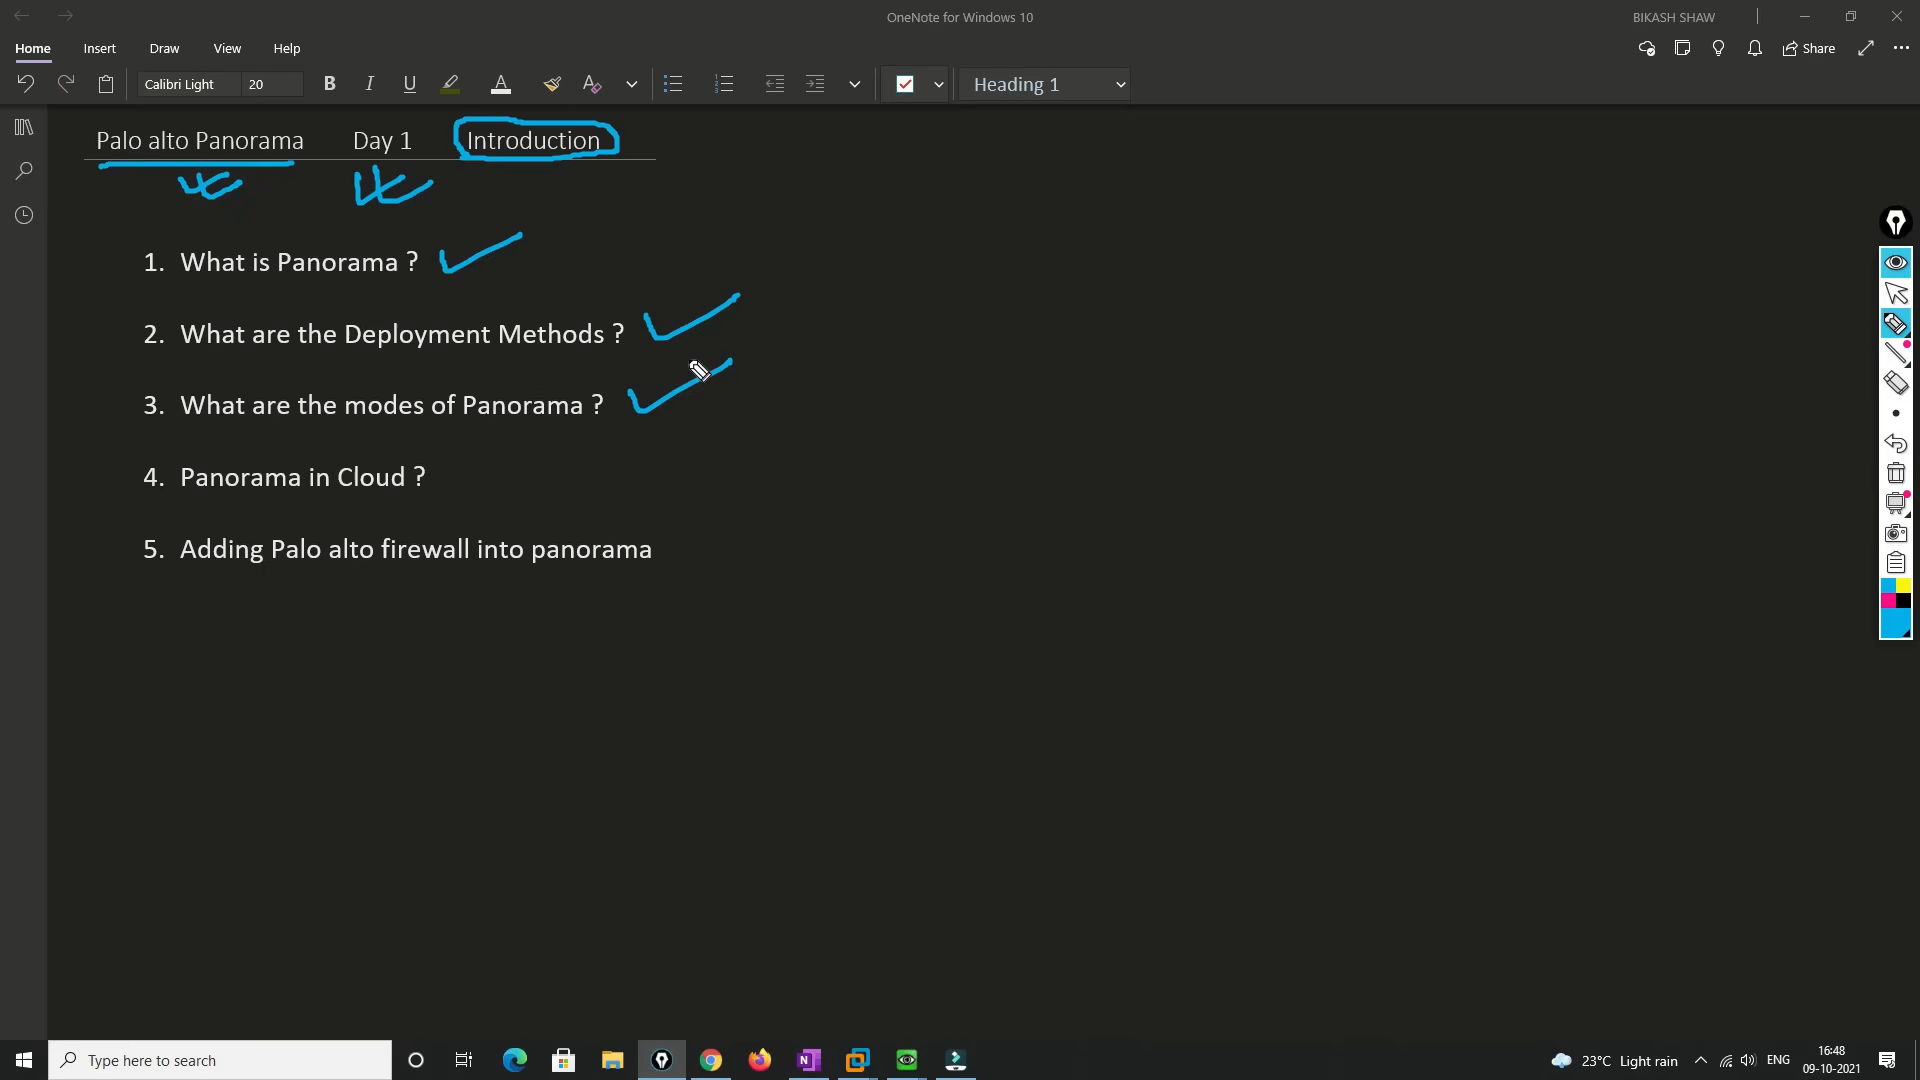 OneNote for Windows 10
BIKASH SHAW
Home Insert Draw View Help
Share
Calibri Light 20 B I U A A Heading 1
Palo alto Panorama Day 1 Introduction
1. What is Panorama ?
2. What are the Deployment Methods ?
3. What are the modes of Panorama ?
4. Panorama in Cloud ?
5. Adding Palo alto firewall into panorama
Type here to search
23°C Light rain
ENG
16:48
09-10-2021